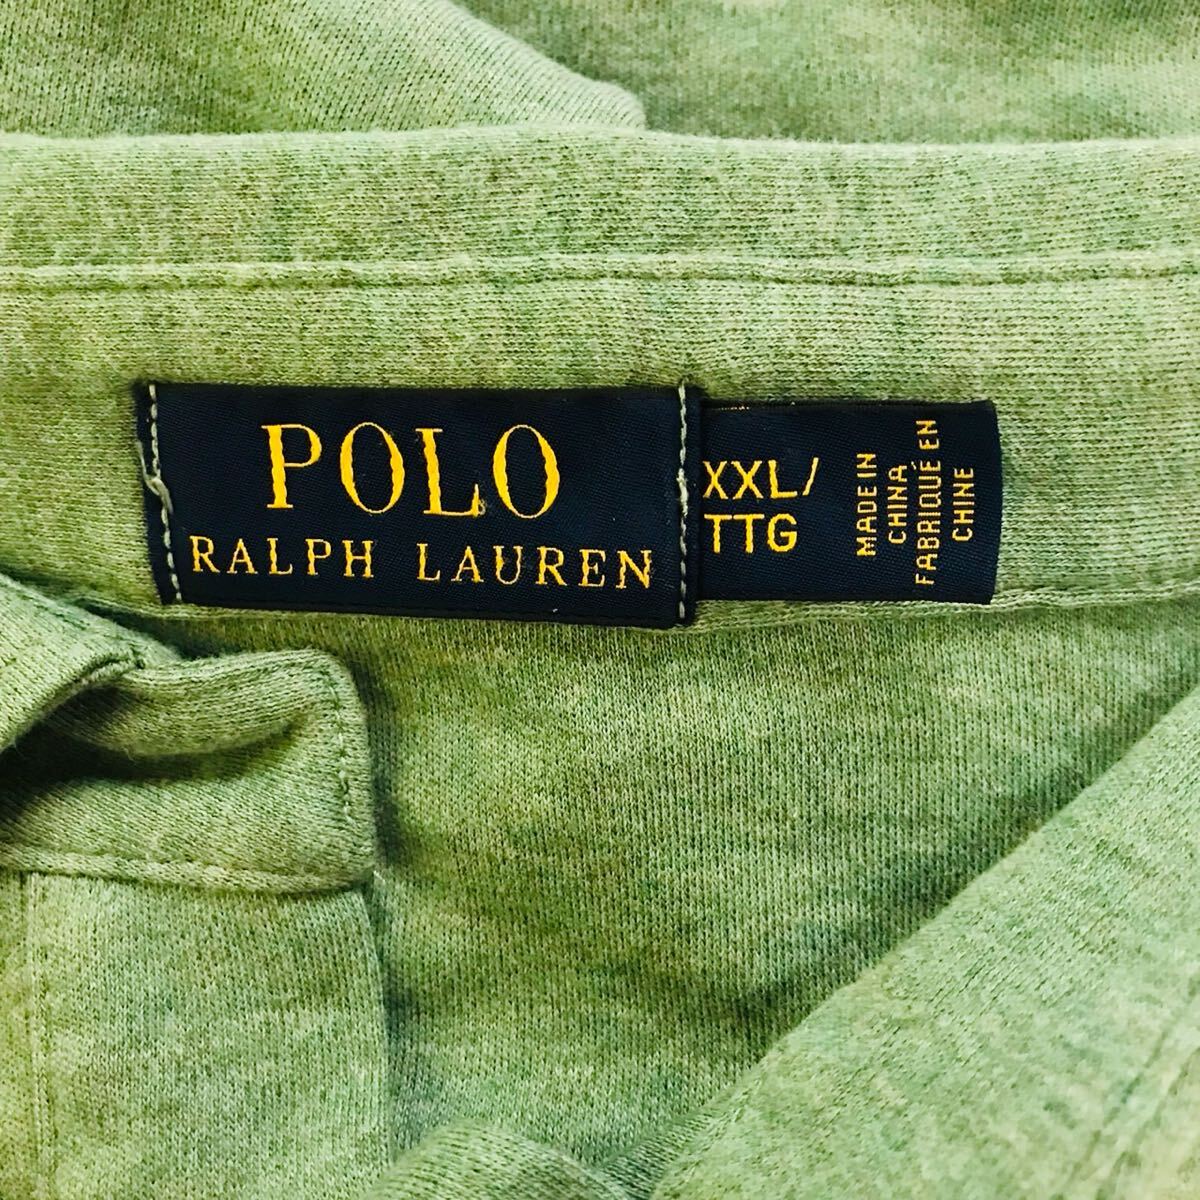 POLO
RALPH LAUREN
XXL/
TTG
MADE IN
CHINA
FABRIQUÉ EN
CHINE